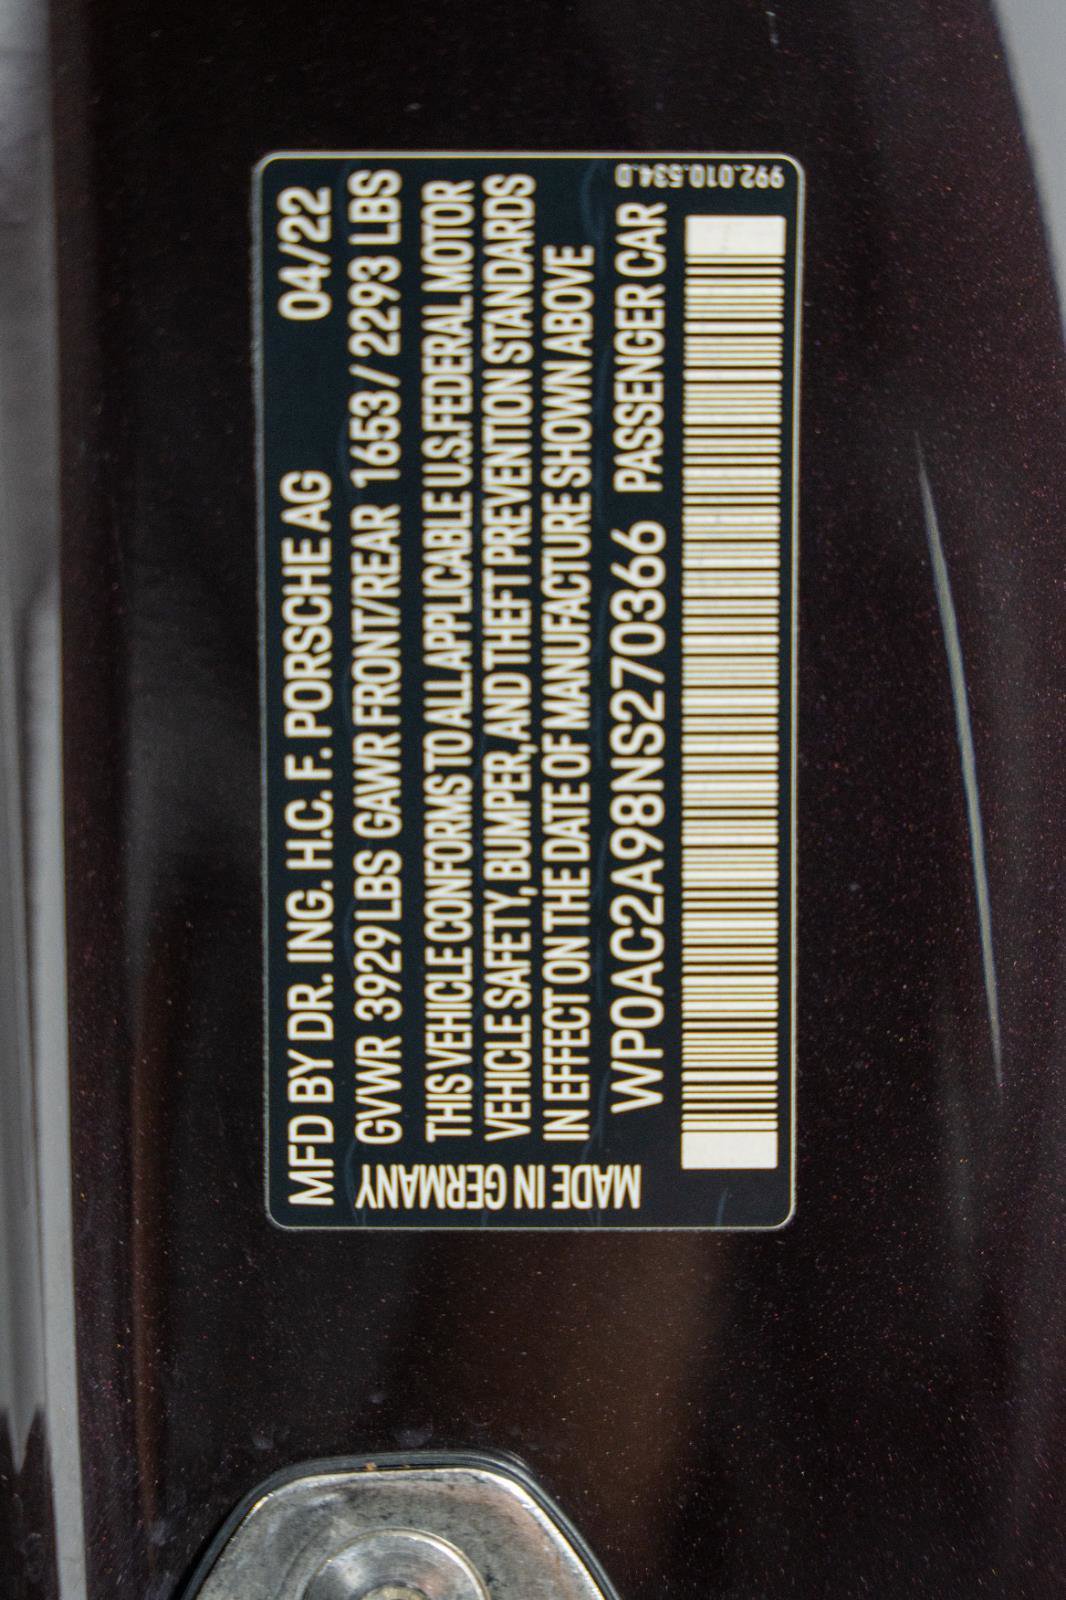 MFD BY DR. ING. H.C. F. PORSCHE AG 04/22
GVWR 3929 LBS GAWR FRONT/REAR 1653 / 2293 LBS
THIS VEHICLE CONFORMS TO ALL APPLICABLE U.S. FEDERAL MOTOR
VEHICLE SAFETY, BUMPER, AND THEFT PREVENTION STANDARDS
IN EFFECT ON THE DATE OF MANUFACTURE SHOWN ABOVE
WP0AC2A98NS270366 PASSENGER CAR
MADE IN GERMANY
992.010.534.D